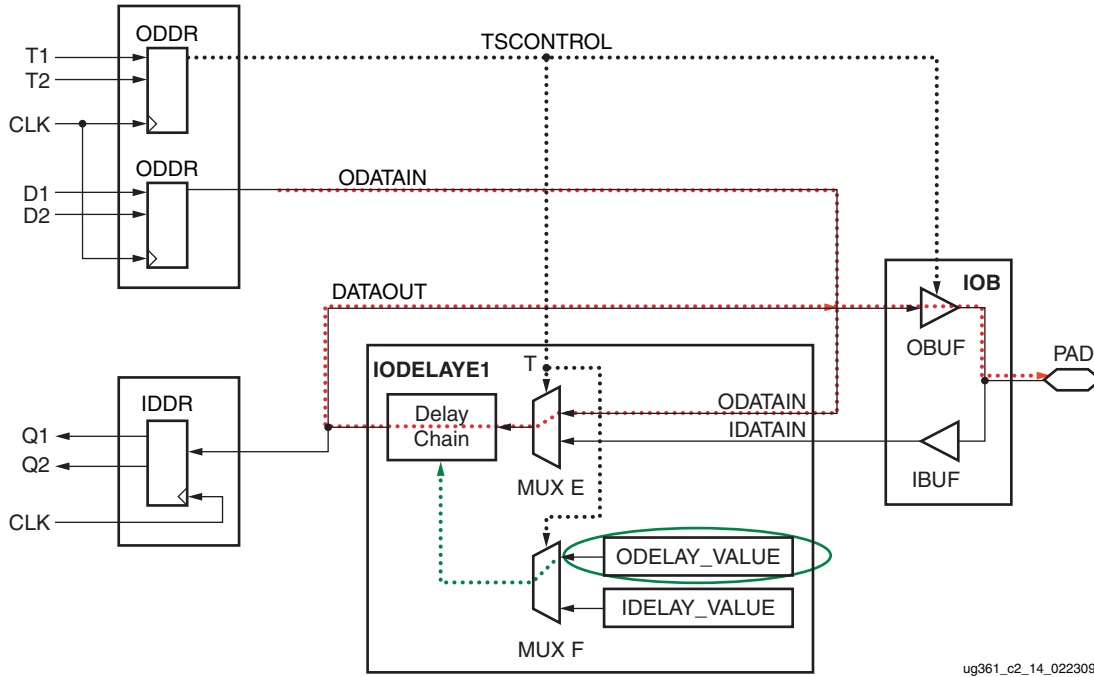 ODDR
TSCONTROL
T1
T2
CLK
ODDR
ODATAIN
D1
D2
DATAOUT
IOB
OBUF
PAD
IODELAYE1
T
IDDR
Delay
Chain
ODATAIN
IDATAIN
Q1
Q2
IBUF
MUX E
CLK
ODELAY_VALUE
IDELAY_VALUE
MUX F
ug361_c2_14_022309